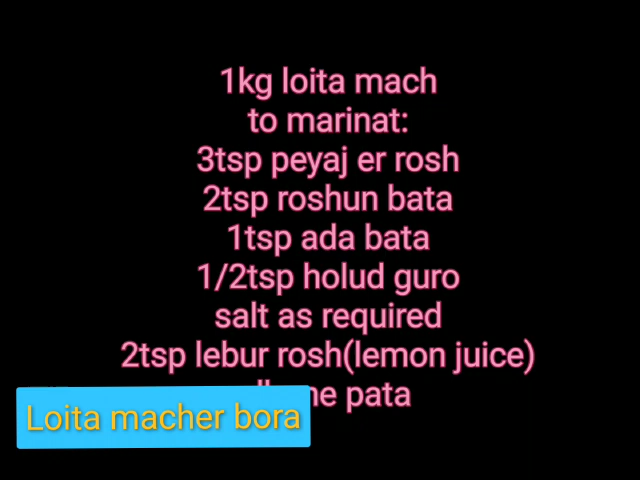 1kg loita mach
to marinat:
3tsp peyaj er rosh
2tsp roshun bata
1tsp ada bata
1/2tsp holud guro
salt as required
2tsp lebur rosh(lemon juice)
pata
Loita macher bora